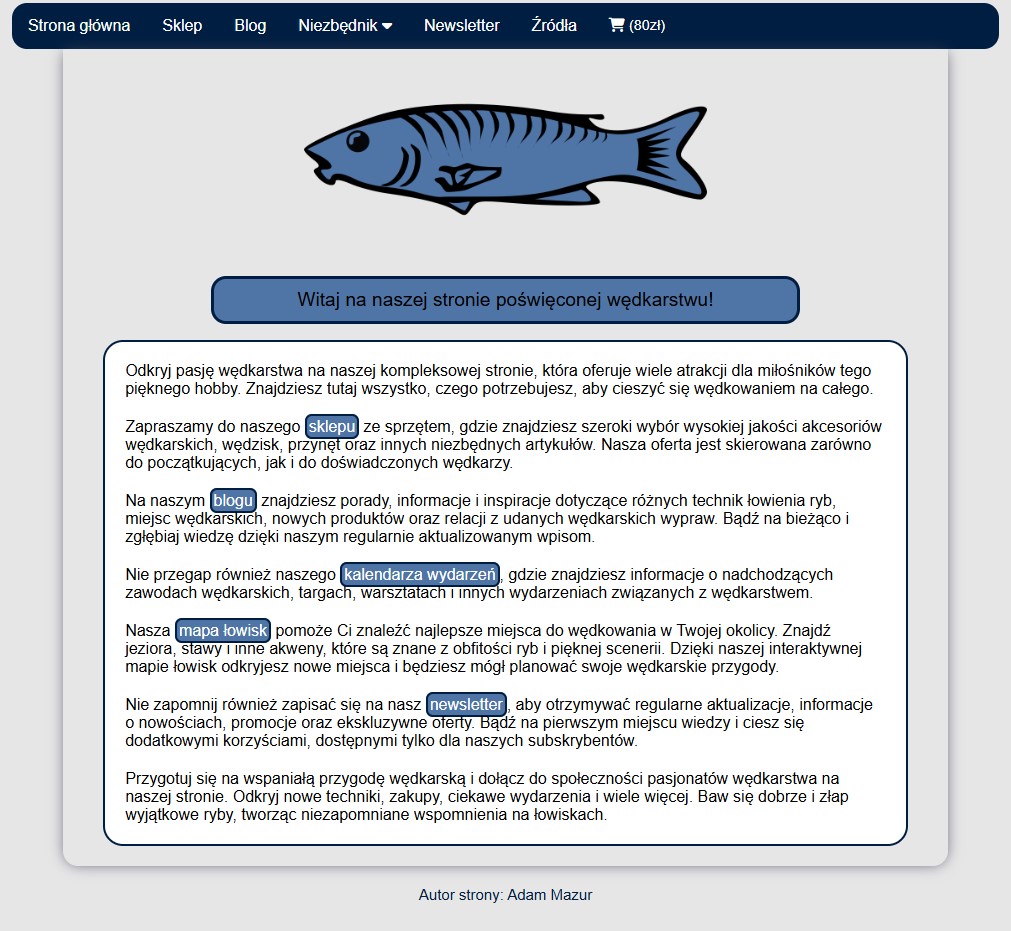 Strona główna Sklep Blog Niezbędnik Newsletter Źródła (80zł)
Witaj na naszej stronie poświęconej wędkarstwu!
Odkryj pasję wędkarstwa na naszej kompleksowej stronie, która oferuje wiele atrakcji dla miłośników tego
pięknego hobby. Znajdziesz tutaj wszystko, czego potrzebujesz, aby cieszyć się wędkowaniem na całego.
Zapraszamy do naszego sklepu ze sprzętem, gdzie znajdziesz szeroki wybór wysokiej jakości akcesoriów
wędkarskich, wędzisk, przynęt oraz innych niezbędnych artykułów. Nasza oferta jest skierowana zarówno
do początkujących, jak i do doświadczonych wędkarzy.
Na naszym blogu znajdziesz porady, informacje i inspiracje dotyczące różnych technik łowienia ryb,
miejsc wędkarskich, nowych produktów oraz relacji z udanych wędkarskich wypraw. Bądź na bieżąco i
zgłębiaj wiedzę dzięki naszym regularnie aktualizowanym wpisom.
Nie przegap również naszego kalendarza wydarzeń, gdzie znajdziesz informacje o nadchodzących
zawodach wędkarskich, targach, warsztatach i innych wydarzeniach związanych z wędkarstwem.
Nasza mapa łowisk pomoże Ci znaleźć najlepsze miejsca do wędkowania w Twojej okolicy. Znajdź
jeziora, stawy i inne akweny, które są znane z obfitości ryb i pięknej scenerii. Dzięki naszej interaktywnej
mapie łowisk odkryjesz nowe miejsca i będziesz mógł planować swoje wędkarskie przygody.
Nie zapomnij również zapisać się na nasz newsletter, aby otrzymywać regularne aktualizacje, informacje
o nowościach, promocje oraz ekskluzywne oferty. Bądź na pierwszym miejscu wiedzy i ciesz się
dodatkowymi korzyściami, dostępnymi tylko dla naszych subskrybentów.
Przygotuj się na wspaniałą przygodę wędkarską i dołącz do społeczności pasjonatów wędkarstwa na
naszej stronie. Odkryj nowe techniki, zakupy, ciekawe wydarzenia i wiele więcej. Baw się dobrze i złap
wyjątkowe ryby, tworząc niezapomniane wspomnienia na łowiskach.
Autor strony: Adam Mazur